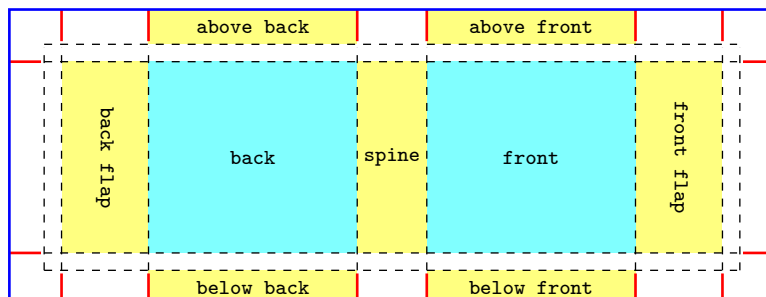 above back
above front
back flap
back
spine
front
front flap
below back
below front